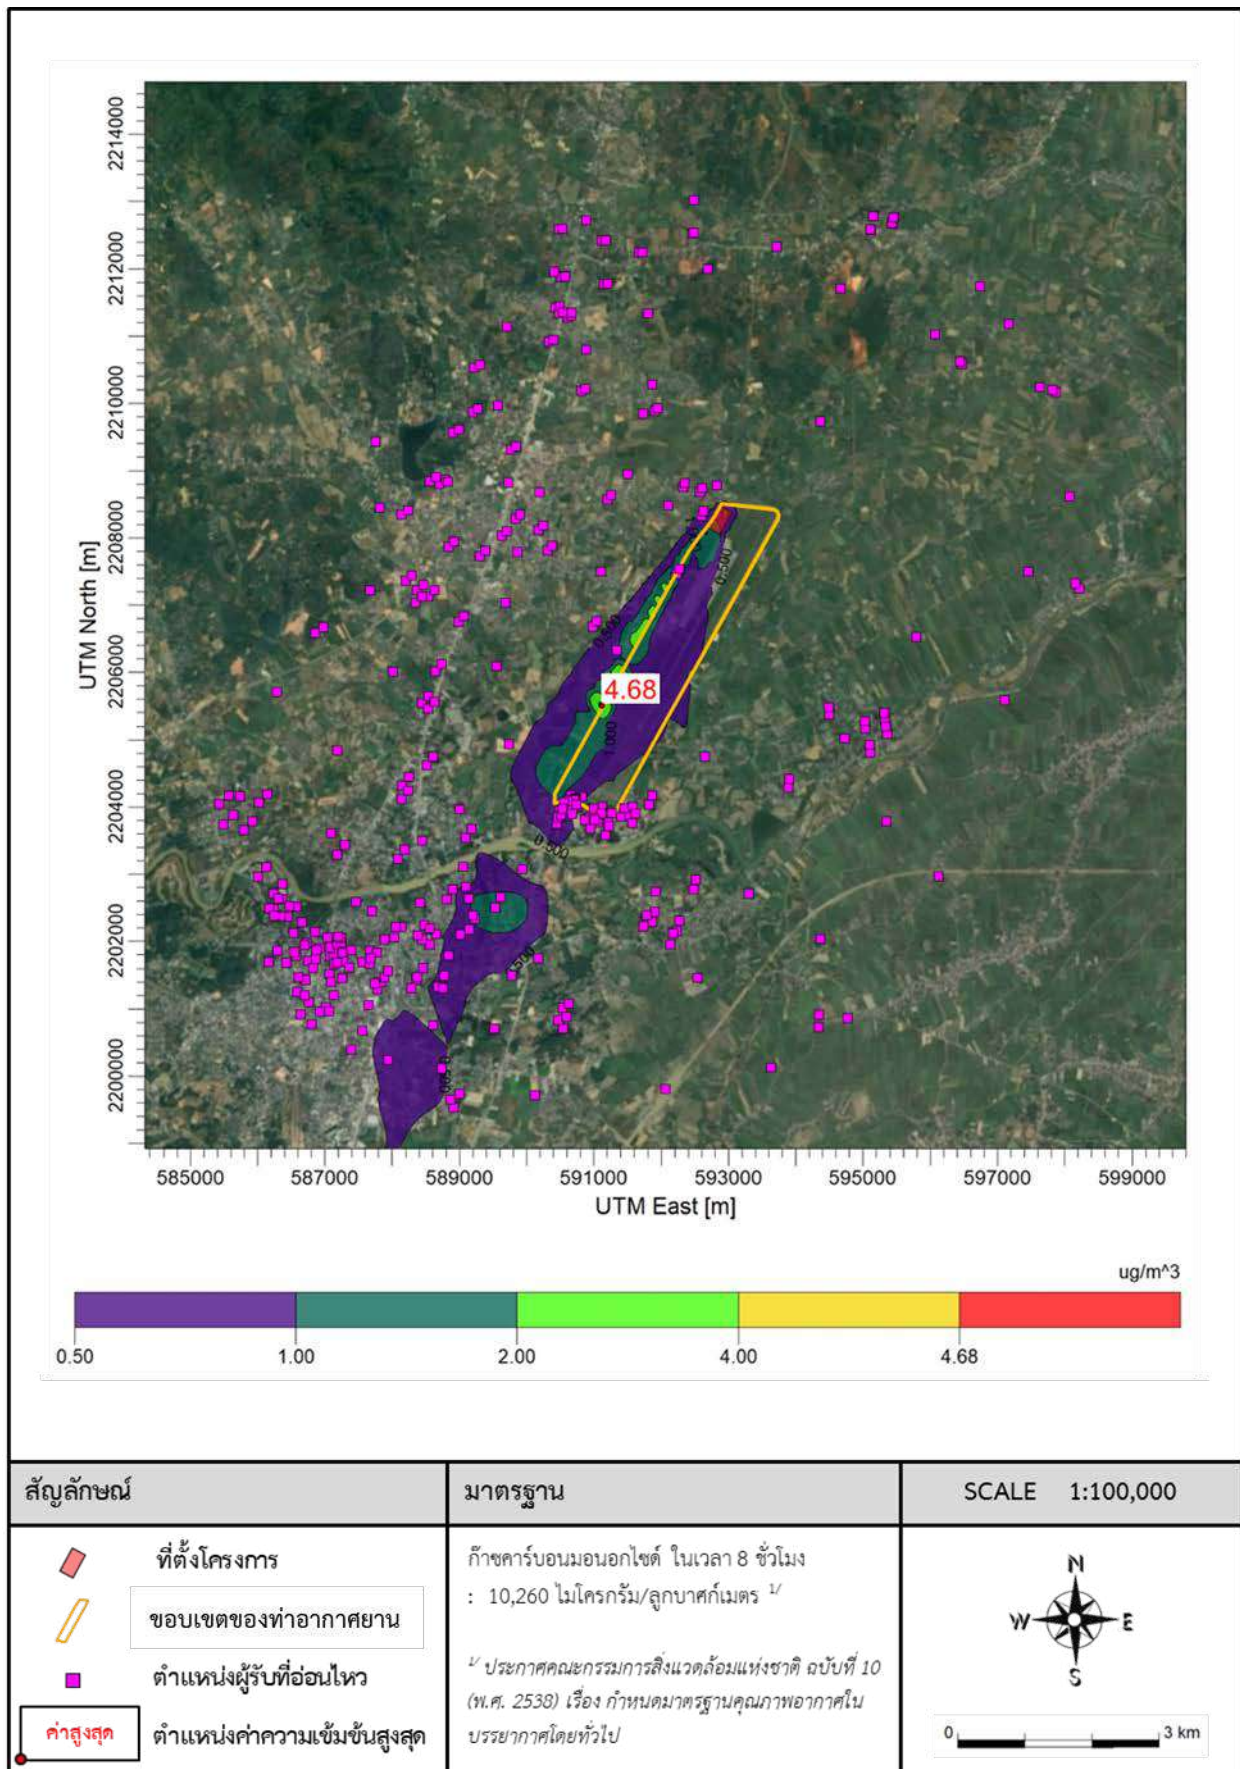 2214000
2212000
2210000
2208000
2206000
2204000
2202000
2200000
UTM North [m]
0.500
0.500
4.68
1.000
0.500
0.500
585000 587000 589000 591000 593000 595000 597000 599000
UTM East [m]
ug/m^3
0.50 1.00 2.00 4.00 4.68
สัญลักษณ์
ที่ตั้งโครงการ
ขอบเขตของท่าอากาศยาน
ตำแหน่งผู้รับที่อ่อนไหว
ค่าสูงสุด
ตำแหน่งค่าความเข้มข้นสูงสุด
มาตรฐาน
ก๊าซคาร์บอนมอนอกไซด์ ในเวลา 8 ชั่วโมง
: 10,260 ไมโครกรัม/ลูกบาศก์เมตร 1/
1/ ประกาศคณะกรรมการสิ่งแวดล้อมแห่งชาติ ฉบับที่ 10
(พ.ศ. 2538) เรื่อง กำหนดมาตรฐานคุณภาพอากาศใน
บรรยากาศโดยทั่วไป
SCALE 1:100,000
N
W E
S
0 3 km